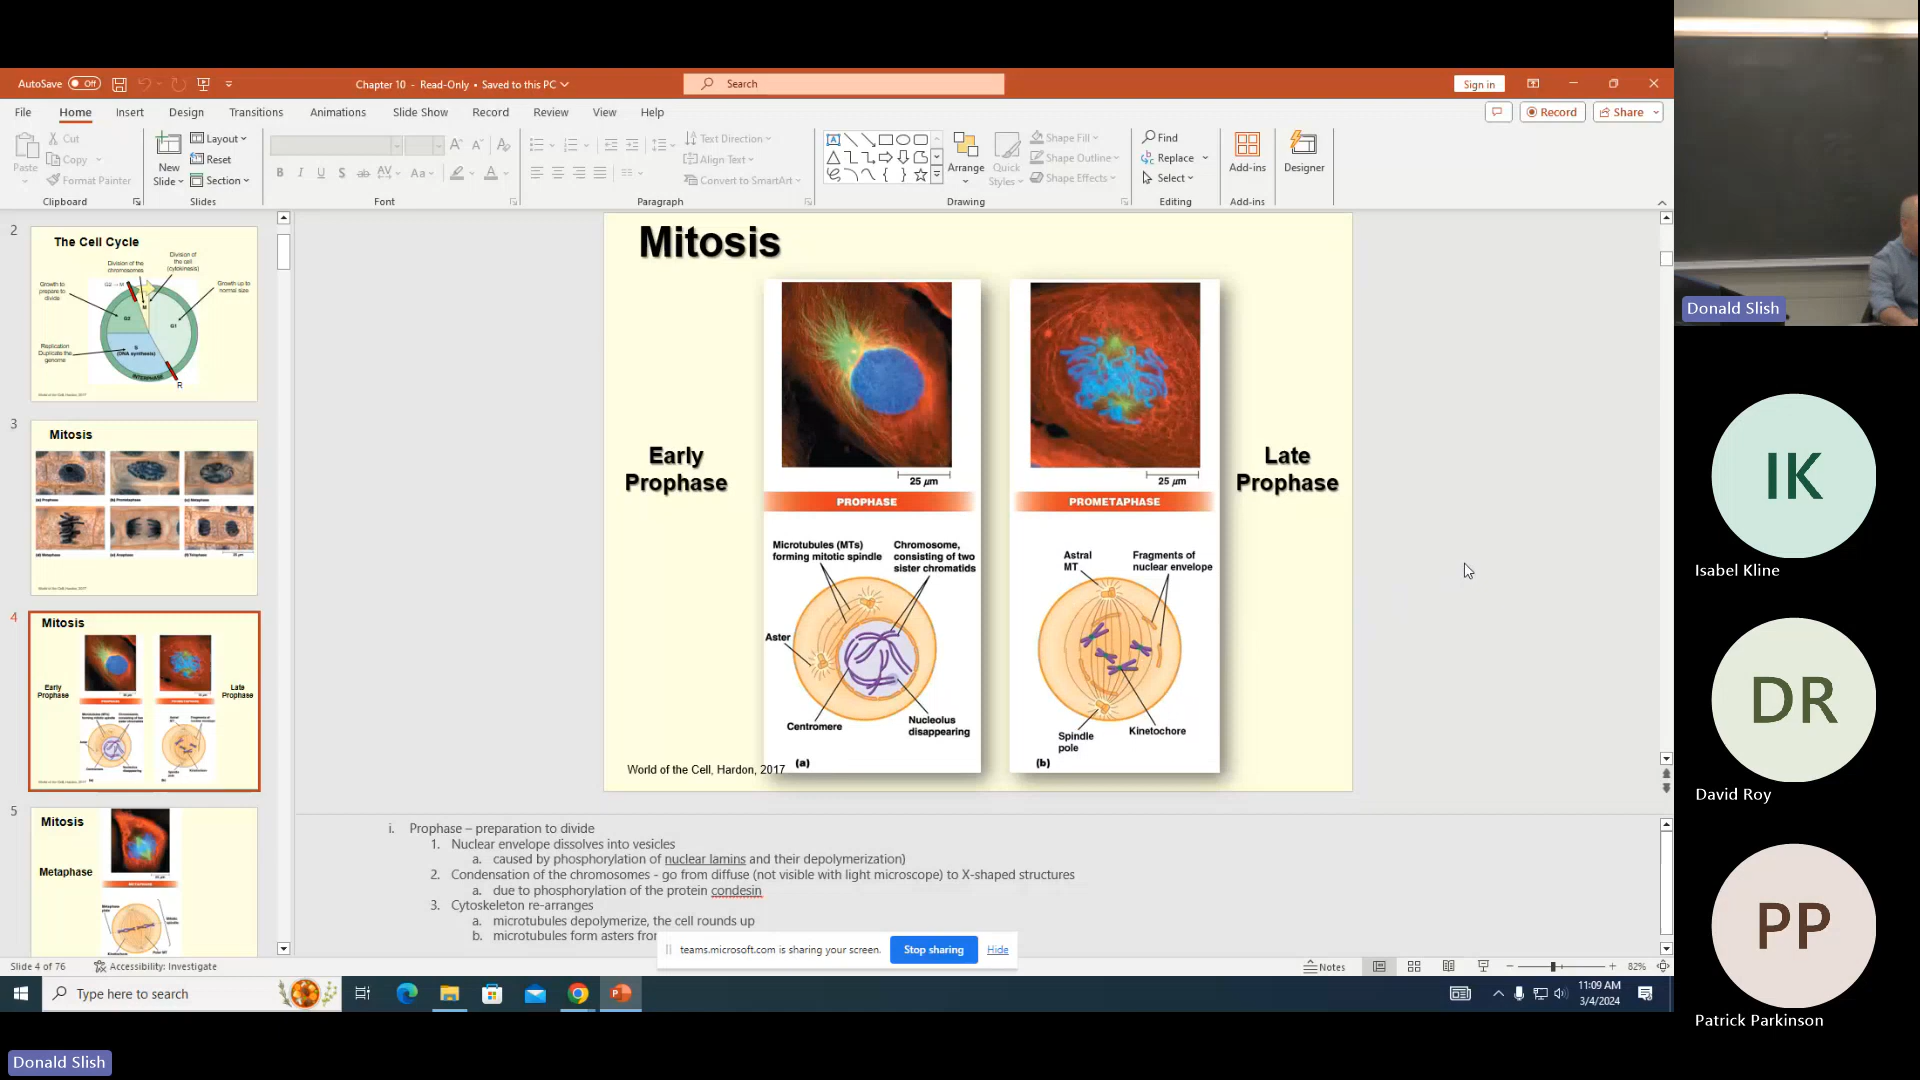 AutoSave Off
Chapter 10 - Read-Only • Saved to this PC
Search
Sign in
File Home Insert Design Transitions Animations Slide Show Record Review View Help
Record Share
Paste
Cut
Copy
Format Painter
Clipboard
New
Slide
Layout
Reset
Section
Slides
Font
Text Direction
Align Text
Convert to SmartArt
Paragraph
Arrange
Quick
Styles
Shape Fill
Shape Outline
Shape Effects
Drawing
Find
Replace
Select
Editing
Add-ins
Add-ins
Designer
2
The Cell Cycle
Division of the
chromosomes
Division of
the cell
(cytokinesis)
Growth to
prepare to
divide
G2 → M
Growth up to
normal size
M
G2
G1
Replication
Duplicate the
genome
S
(DNA synthesis)
INTERPHASE
R
World of the Cell, Hardon, 2017
3
Mitosis
(a) Prophase
(b) Prometaphase
(c) Metaphase
(d) Metaphase
(e) Anaphase
(f) Telophase
World of the Cell, Hardon, 2017
4
Mitosis
Early
Prophase
Late
Prophase
5
Mitosis
Metaphase
Mitosis
Early
Prophase
Late
Prophase
25 µm
25 µm
PROPHASE
PROMETAPHASE
Microtubules (MTs)
forming mitotic spindle
Chromosome,
consisting of two
sister chromatids
Aster
Centromere
Nucleolus
disappearing
(a)
Astral
MT
Fragments of
nuclear envelope
Spindle
pole
Kinetochore
(b)
World of the Cell, Hardon, 2017
i. Prophase – preparation to divide
1. Nuclear envelope dissolves into vesicles
a. caused by phosphorylation of nuclear lamins and their depolymerization)
2. Condensation of the chromosomes - go from diffuse (not visible with light microscope) to X-shaped structures
a. due to phosphorylation of the protein condesin
3. Cytoskeleton re-arranges
a. microtubules depolymerize, the cell rounds up
b. microtubules form asters from
teams.microsoft.com is sharing your screen. Stop sharing Hide
Slide 4 of 76
Accessibility: Investigate
Notes
82%
Type here to search
11:09 AM
3/4/2024
Donald Slish
IK
Isabel Kline
DR
David Roy
PP
Patrick Parkinson
Donald Slish